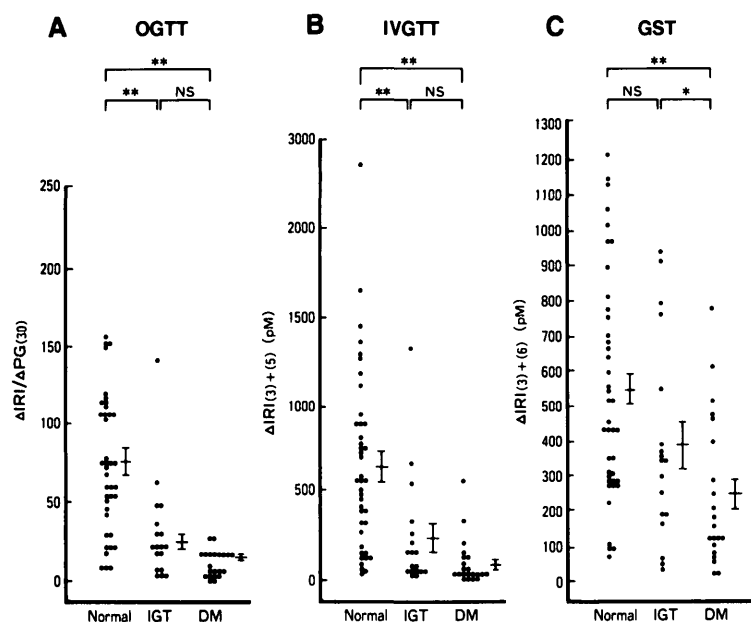 A OGTT
** 
** NS
ΔIRI/ΔPG(30)
250
200
150
100
50
0
Normal IGT DM
B IVGTT
**
** NS
ΔIRI(3)+(5) (pM)
3000
1500
1000
500
0
Normal IGT DM
C GST
**
NS *
ΔIRI(3)+(6) (pM)
1300
1200
1100
1000
900
800
700
600
500
400
300
200
100
0
Normal IGT DM